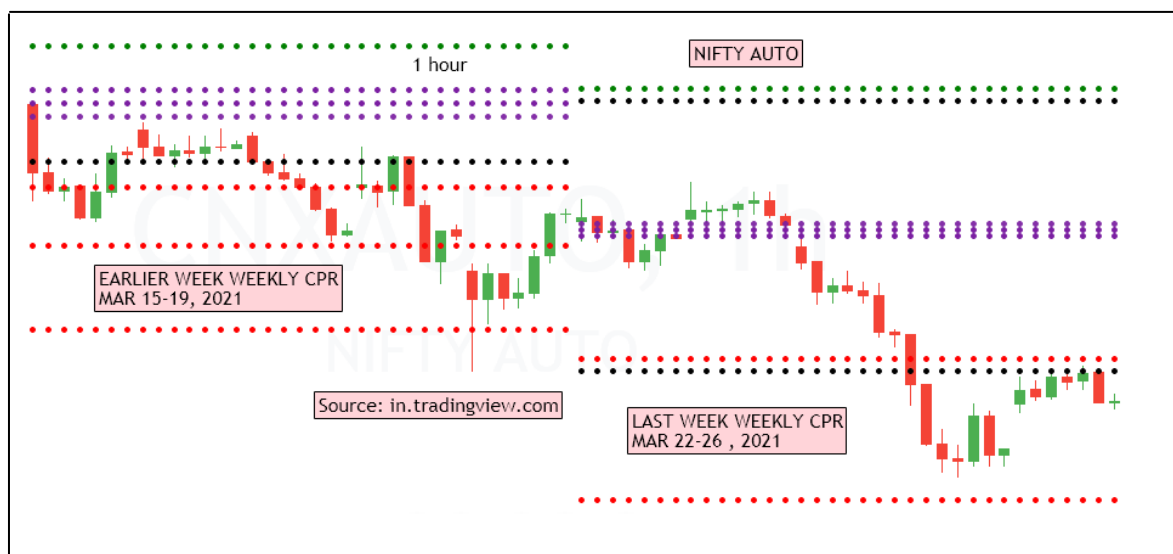 1 hour
NIFTY AUTO
CNXAUTO, 1h
NIFTY AUTO
EARLIER WEEK WEEKLY CPR
MAR 15-19, 2021
Source: in.tradingview.com
LAST WEEK WEEKLY CPR
MAR 22-26 , 2021